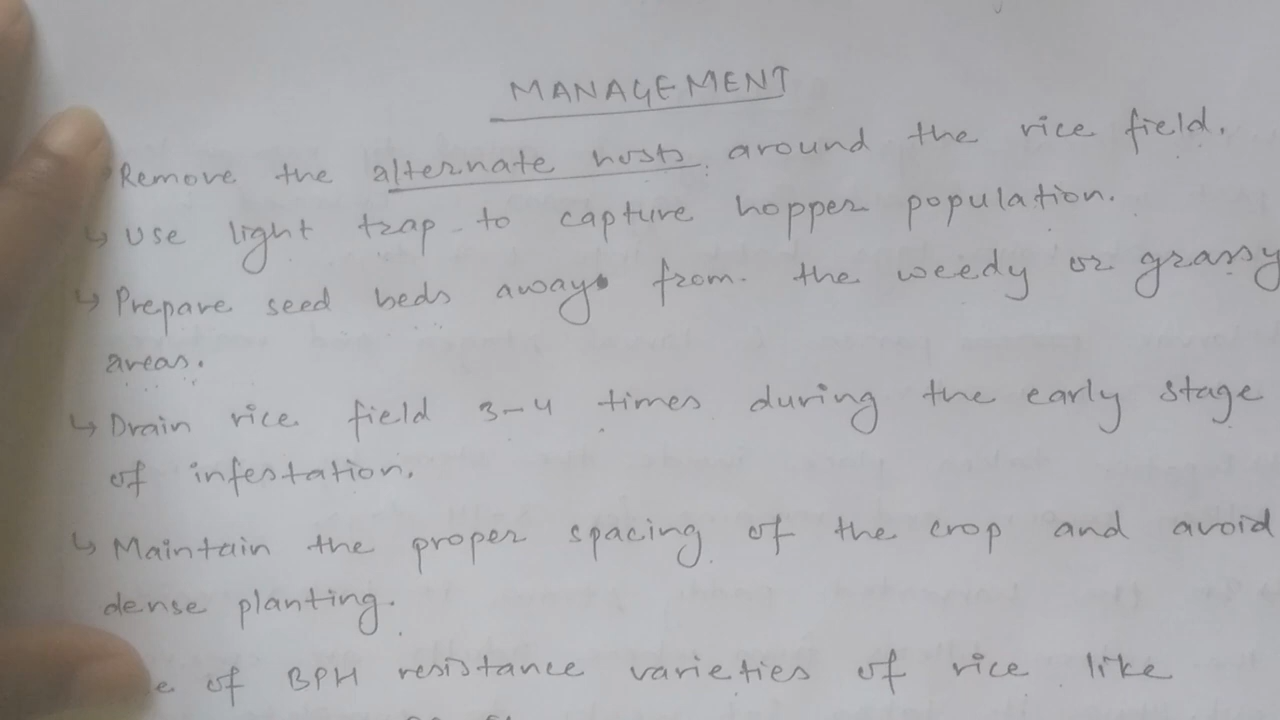 MANAGEMENT
Remove the alternate hosts around the rice field.
↳ Use light trap to capture hopper population.
↳ Prepare seed beds away from the weedy or grassy
areas.
↳ Drain rice field 3-4 times during the early stage
of infestation.
↳ Maintain the proper spacing of the crop and avoid
dense planting.
of BPH resistance varieties of rice like